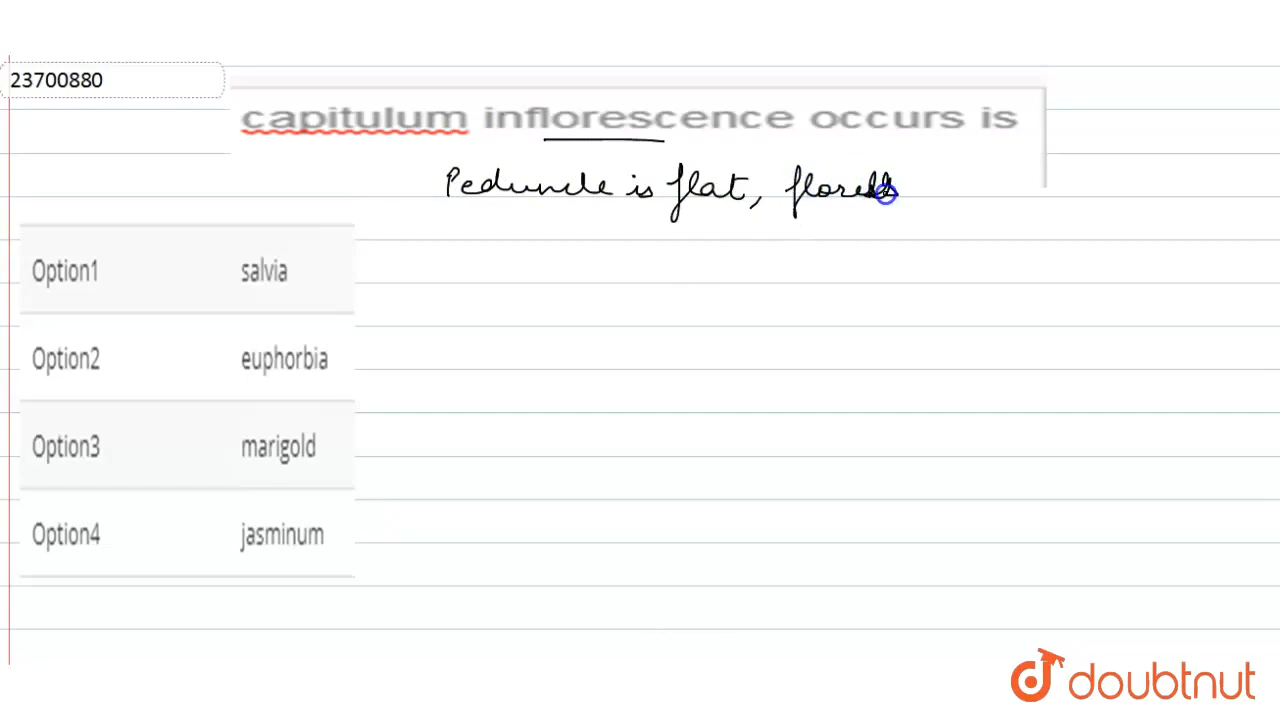 23700880
capitulum inflorescence occurs is
Peduncle is flat, florets
Option1 salvia
Option2 euphorbia
Option3 marigold
Option4 jasminum
doubtnut